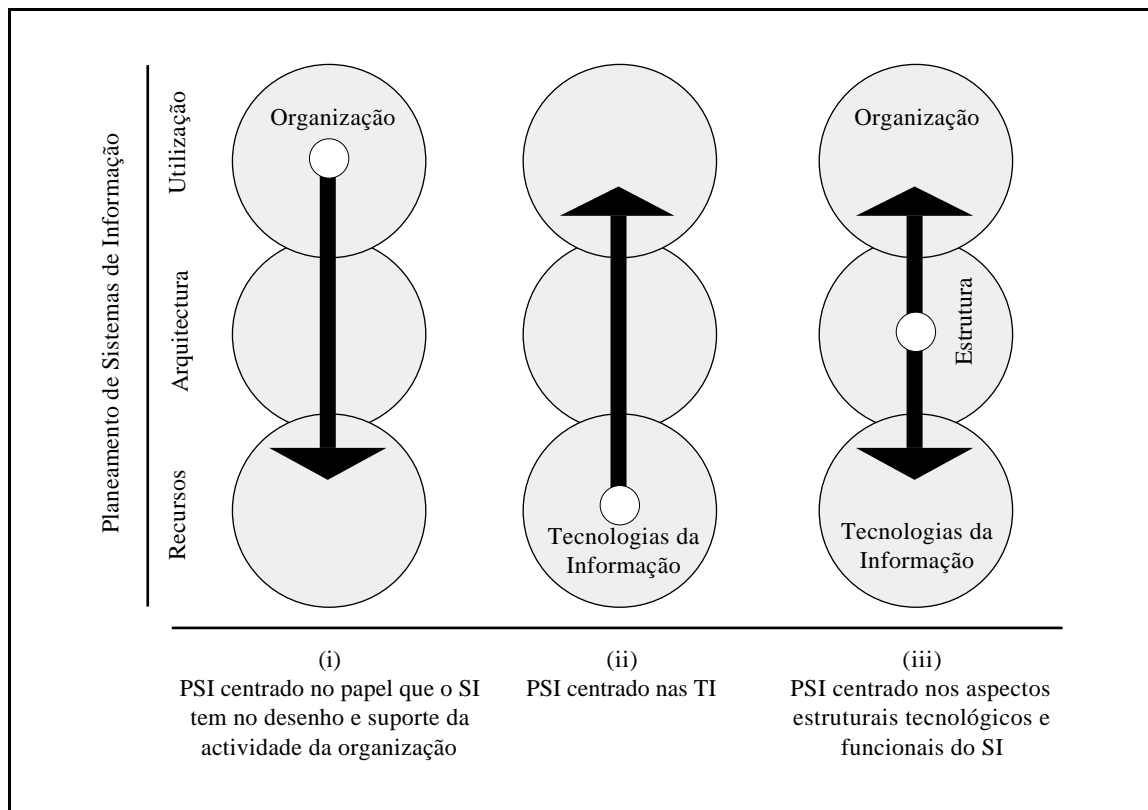 Planeamento de Sistemas de Informação
Utilização
Arquitectura
Recursos
Organização
Tecnologias da
Informação
Organização
Estrutura
Tecnologias da
Informação
(i)
PSI centrado no papel que o SI
tem no desenho e suporte da
actividade da organização
(ii)
PSI centrado nas TI
(iii)
PSI centrado nos aspectos
estruturais tecnológicos e
funcionais do SI